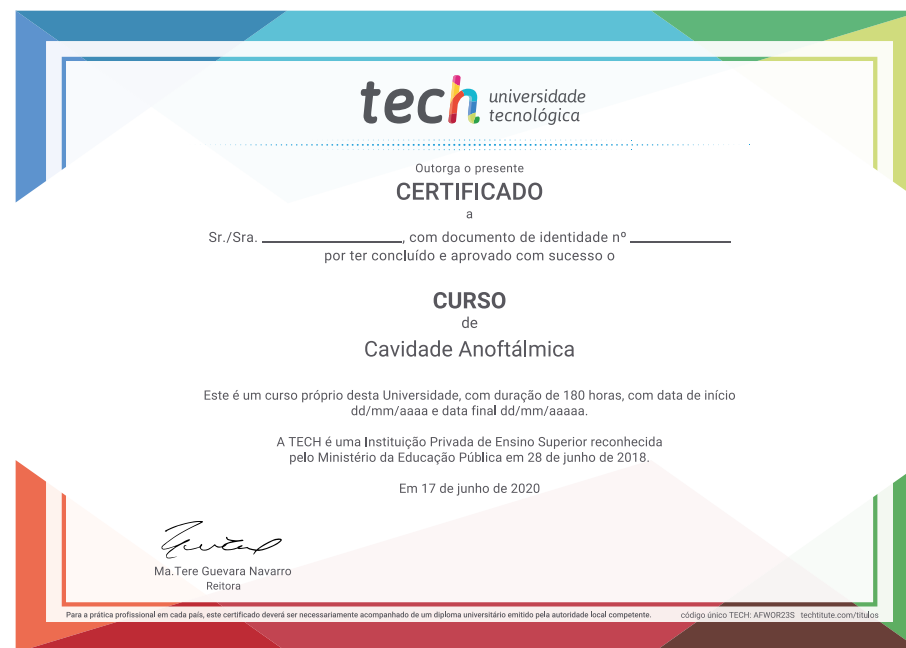 tech universidade
tecnológica
Outorga o presente
CERTIFICADO
a
Sr./Sra. ____________, com documento de identidade nº ____________
por ter concluído e aprovado com sucesso o
CURSO
de
Cavidade Anoftálmica
Este é um curso próprio desta Universidade, com duração de 180 horas, com data de início
dd/mm/aaaa e data final dd/mm/aaaaa.
A TECH é uma Instituição Privada de Ensino Superior reconhecida
pelo Ministério da Educação Pública em 28 de junho de 2018.
Em 17 de junho de 2020
Ma.Tere Guevara Navarro
Reitora
Para a prática profissional em cada país, este certificado deverá ser necessariamente acompanhado de um diploma universitário emitido pela autoridade local competente. código único TECH: AFWOR23S techtitute.com/titulos